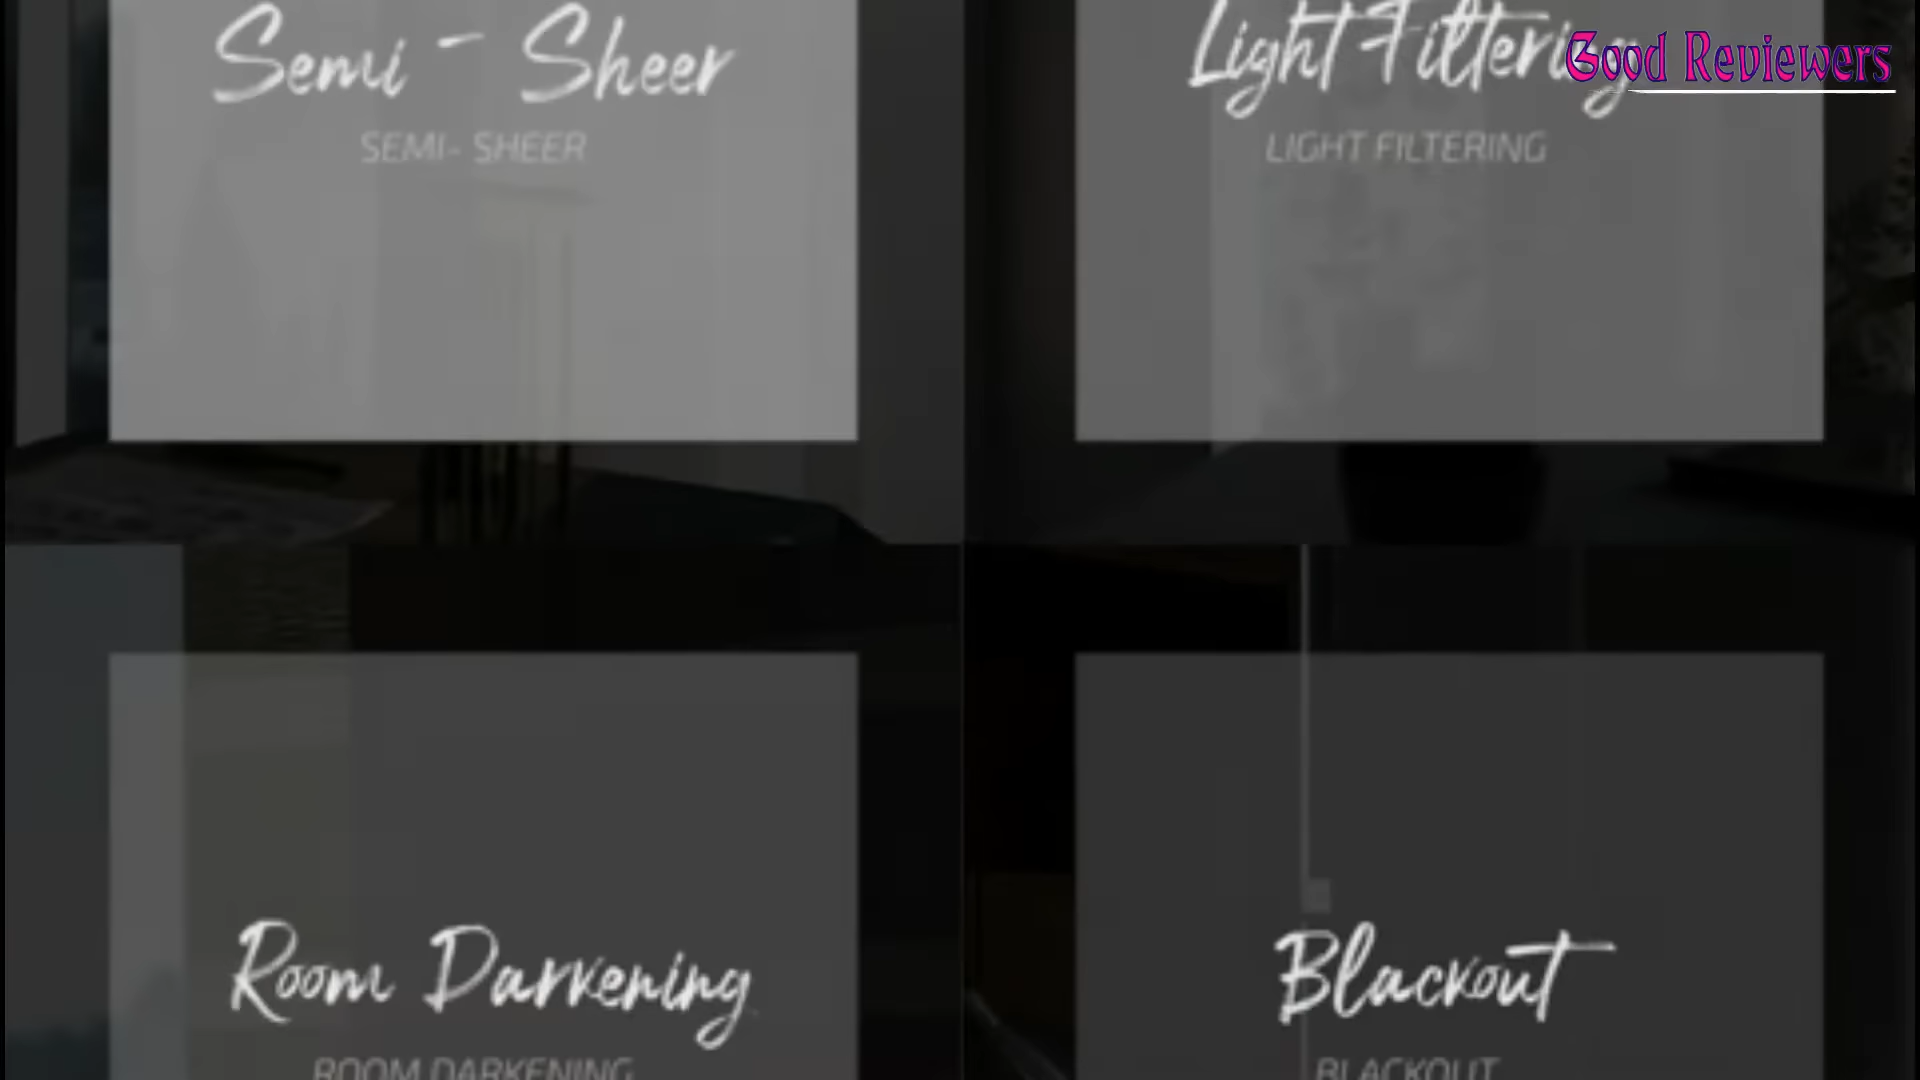 Semi - Sheer
SEMI- SHEER
Light Filtering
LIGHT FILTERING
Good Reviewers
Room Darkening
ROOM DARKENING
Blackout
BLACKOUT